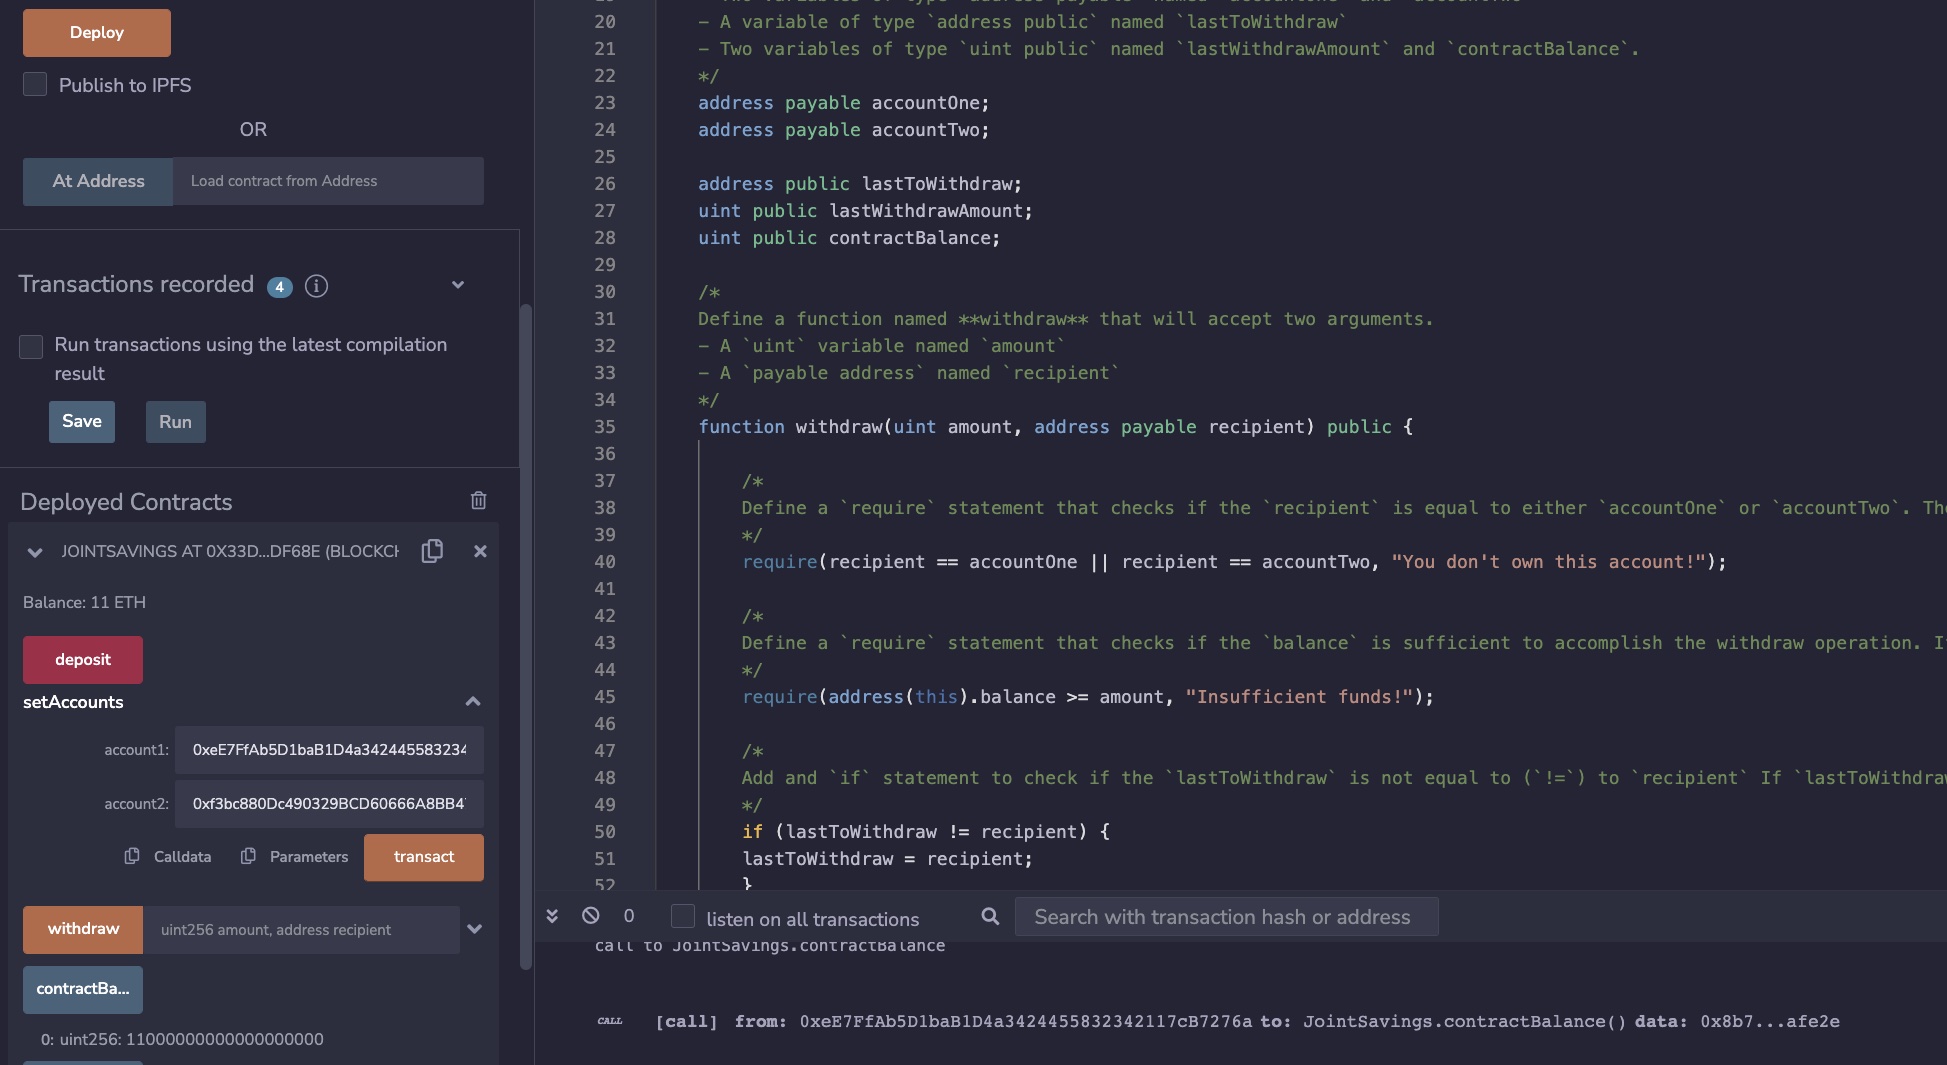 Deploy
Publish to IPFS
OR
At Address Load contract from Address
Transactions recorded 4 i
Run transactions using the latest compilation
result
Save Run
Deployed Contracts
JOINTSAVINGS AT 0X33D...DF68E (BLOCKCH
Balance: 11 ETH
deposit
setAccounts
account1: 0xeE7FfAb5D1baB1D4a342445583234
account2: 0xf3bc880Dc490329BCD60666A8BB4
Calldata Parameters transact
withdraw uint256 amount, address recipient
contractBa...
0: uint256: 11000000000000000000
20 - A variable of type `address public` named `lastToWithdraw`
21 - Two variables of type `uint public` named `lastWithdrawAmount` and `contractBalance`.
22 */
23 address payable accountOne;
24 address payable accountTwo;
25
26 address public lastToWithdraw;
27 uint public lastWithdrawAmount;
28 uint public contractBalance;
29
30 /*
31 Define a function named **withdraw** that will accept two arguments.
32 - A `uint` variable named `amount`
33 - A `payable address` named `recipient`
34 */
35 function withdraw(uint amount, address payable recipient) public {
36
37 /*
38 Define a `require` statement that checks if the `recipient` is equal to either `accountOne` or `accountTwo`. Th
39 */
40 require(recipient == accountOne || recipient == accountTwo, "You don't own this account!");
41
42 /*
43 Define a `require` statement that checks if the `balance` is sufficient to accomplish the withdraw operation. I
44 */
45 require(address(this).balance >= amount, "Insufficient funds!");
46
47 /*
48 Add and `if` statement to check if the `lastToWithdraw` is not equal to (`!=`) to `recipient` If `lastToWithdra
49 */
50 if (lastToWithdraw != recipient) {
51 lastToWithdraw = recipient;
52 }
0 listen on all transactions Search with transaction hash or address
call to JointSavings.contractBalance
CALL [call] from: 0xeE7FfAb5D1baB1D4a3424455832342117cB7276a to: JointSavings.contractBalance() data: 0x8b7...afe2e